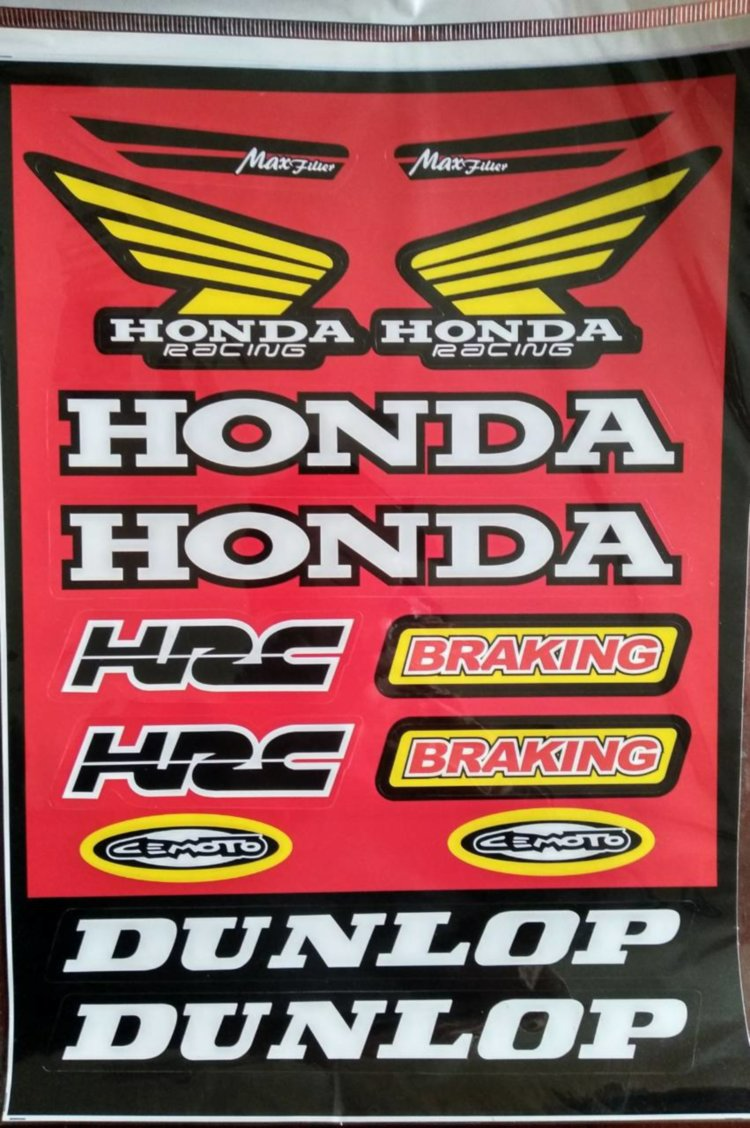 Max Filter Max Filter
HONDA HONDA
RACING RACING
HONDA
HONDA
HRC BRAKING
HRC BRAKING
CEMOTO CEMOTO
DUNLOP
DUNLOP